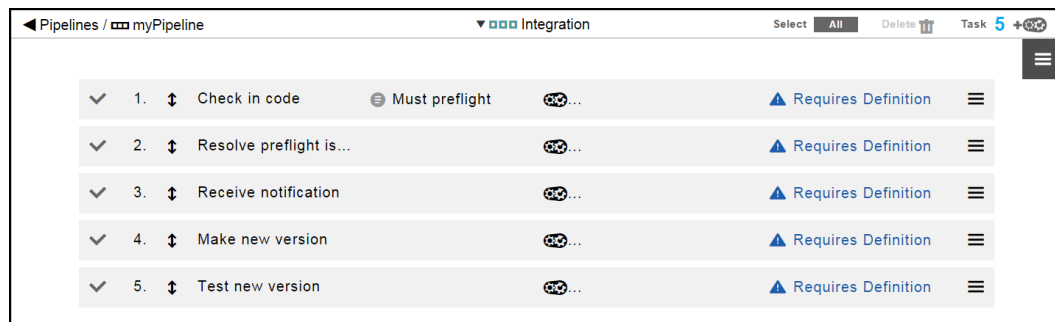 Pipelines / myPipeline Integration Select All Delete Task 5 +
1. Check in code Must preflight ... Requires Definition
2. Resolve preflight is... ... Requires Definition
3. Receive notification ... Requires Definition
4. Make new version ... Requires Definition
5. Test new version ... Requires Definition